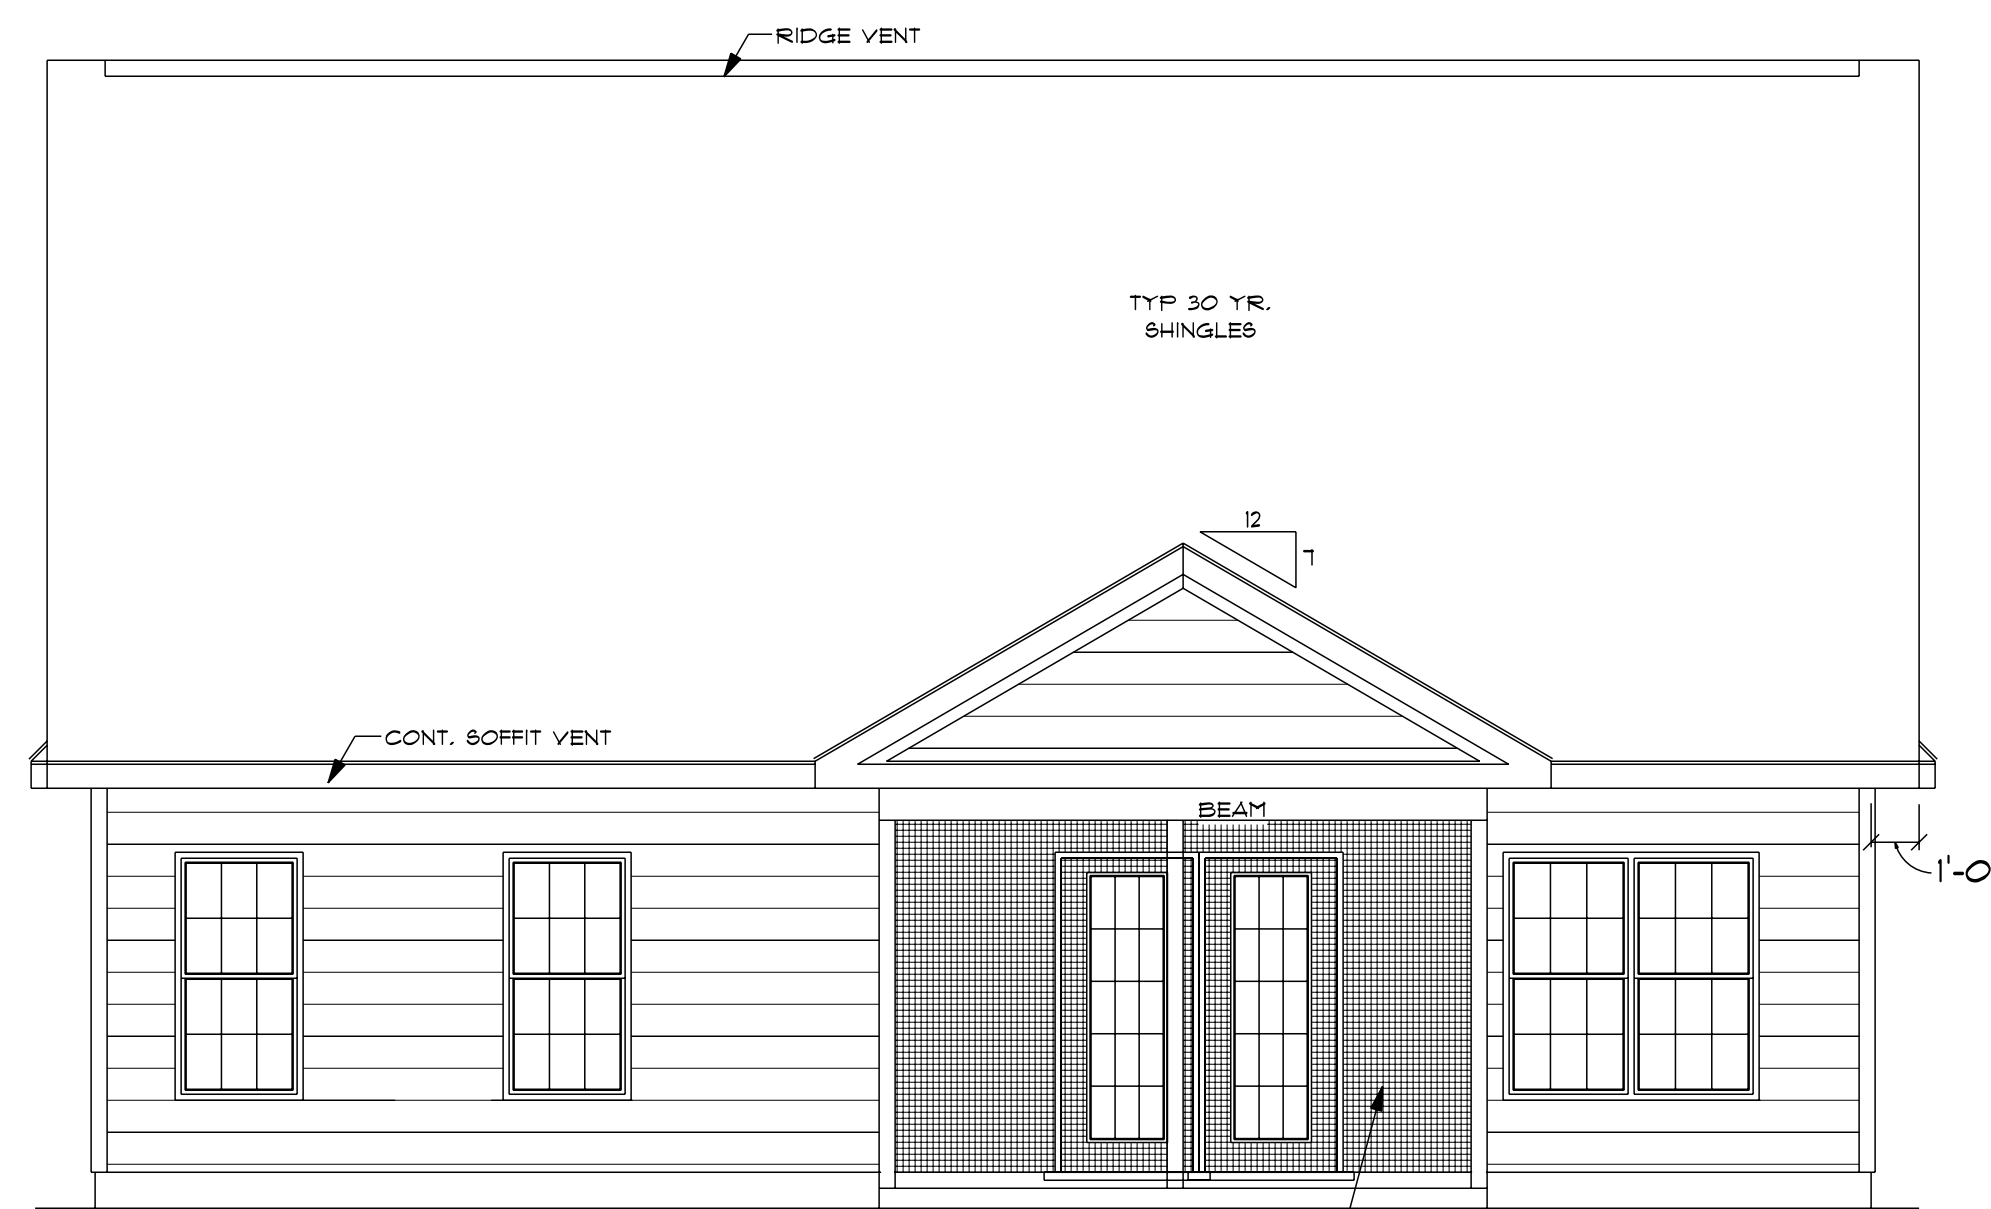 RIDGE VENT
TYP 30 YR.
SHINGLES
12
7
CONT. SOFFIT VENT
BEAM
1'-0